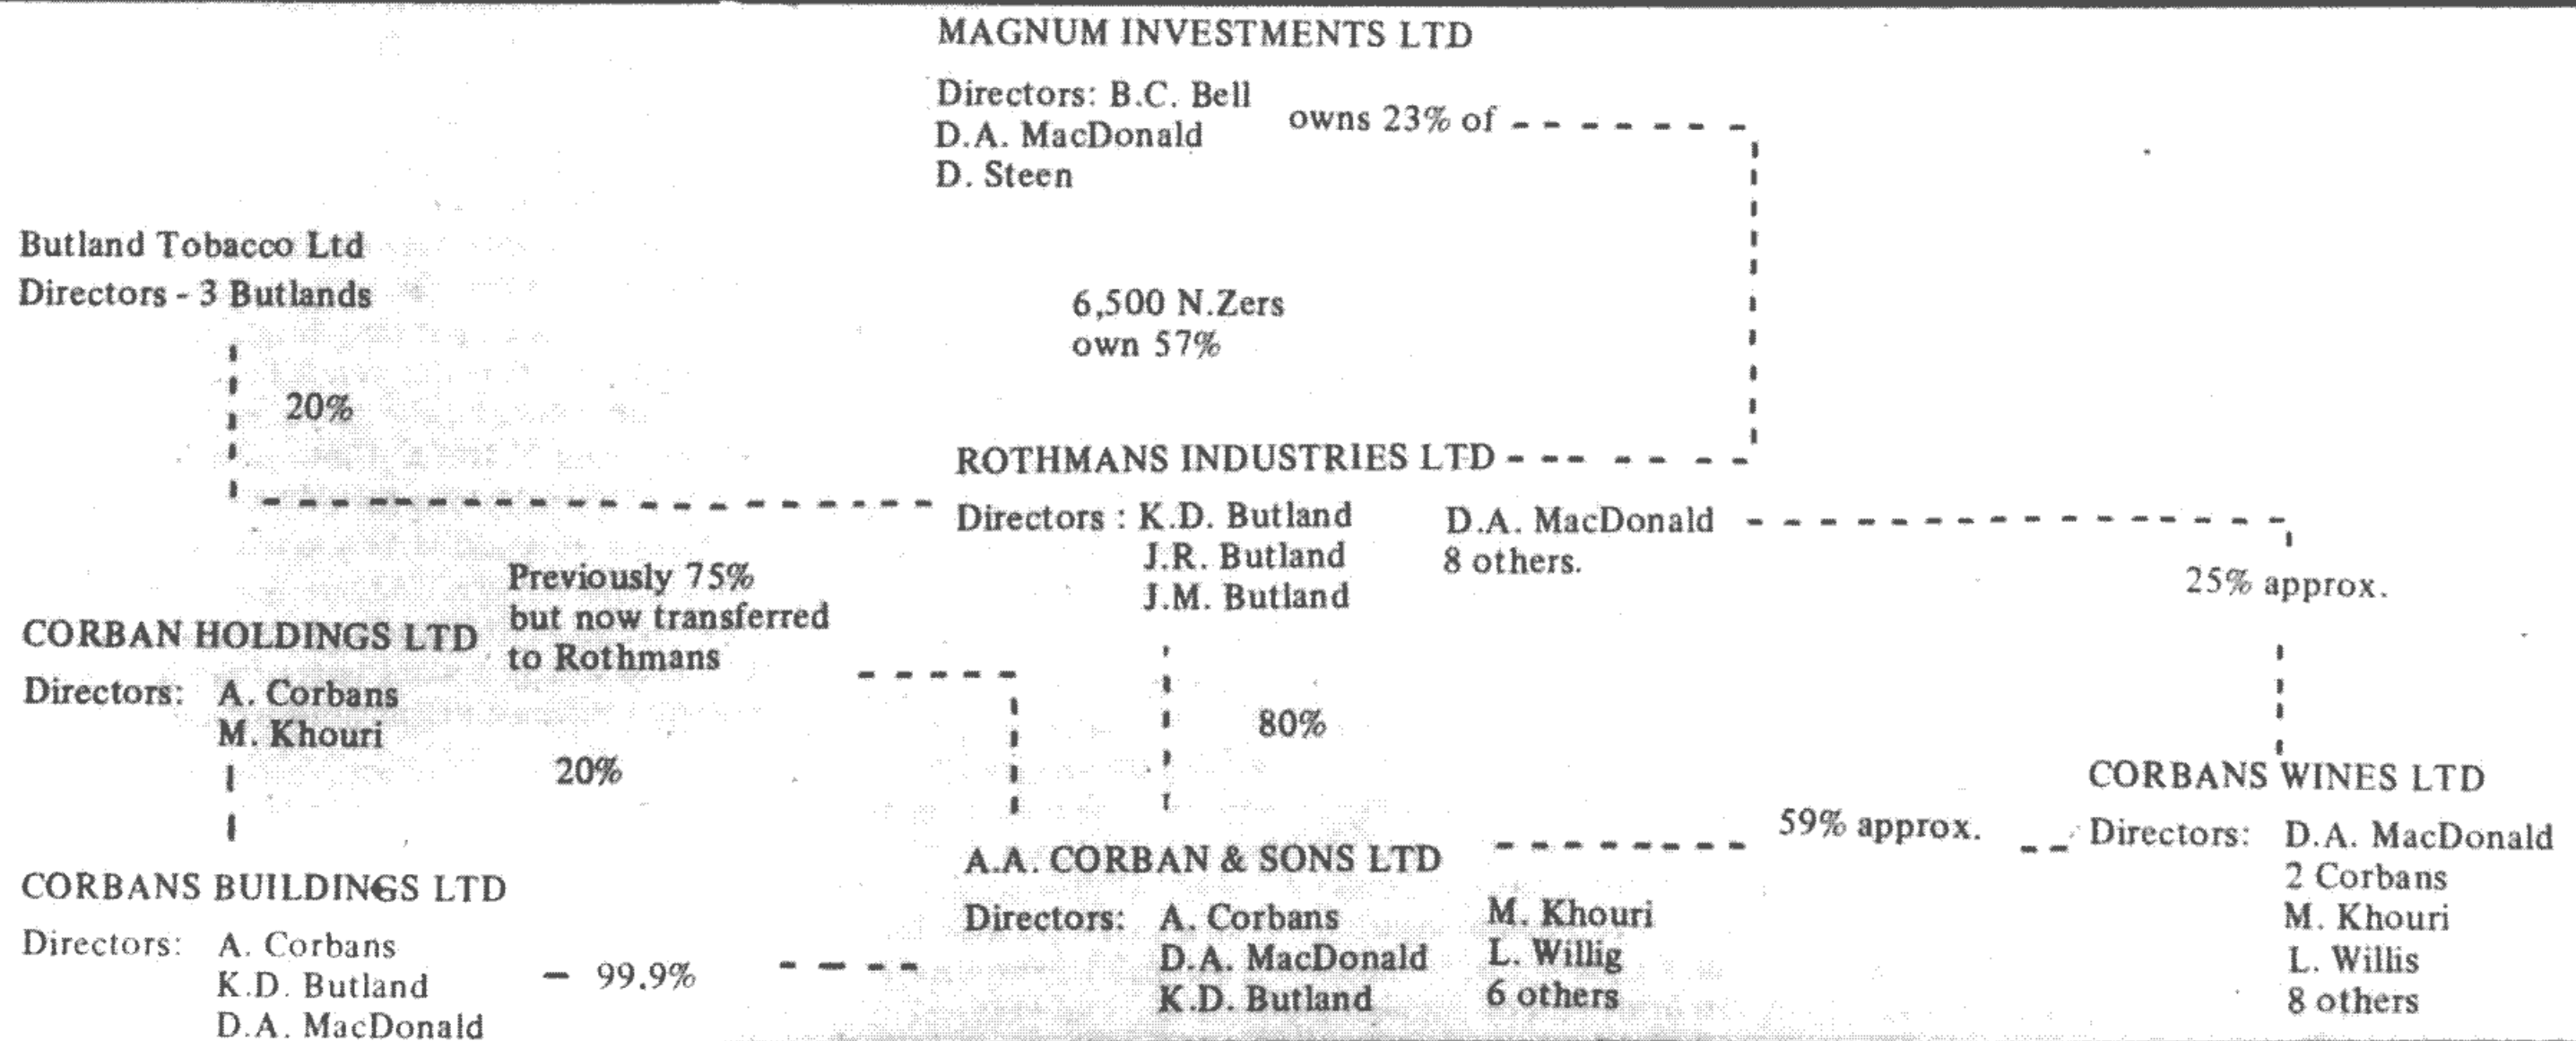 MAGNUM INVESTMENTS LTD
Directors: B.C. Bell
D.A. MacDonald
D. Steen
owns 23% of
Butland Tobacco Ltd
Directors - 3 Butlands
20%
6,500 N.Zers
own 57%
ROTHMANS INDUSTRIES LTD
Directors : K.D. Butland
J.R. Butland
J.M. Butland
D.A. MacDonald
8 others.
25% approx.
Previously 75%
but now transferred
to Rothmans
CORBAN HOLDINGS LTD
Directors: A. Corbans
M. Khouri
20%
80%
CORBANS BUILDINGS LTD
Directors: A. Corbans
K.D. Butland
D.A. MacDonald
99.9%
A.A. CORBAN & SONS LTD
Directors: A. Corbans
D.A. MacDonald
K.D. Butland
M. Khouri
L. Willig
6 others
59% approx.
CORBANS WINES LTD
Directors: D.A. MacDonald
2 Corbans
M. Khouri
L. Willis
8 others